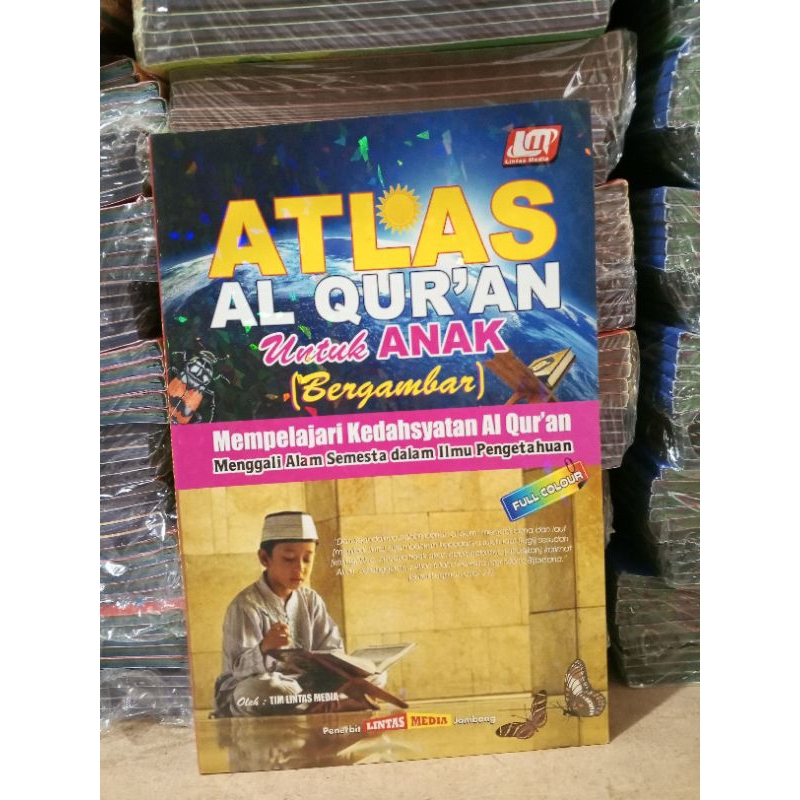 LM
Lintas Media
ATLAS
AL QUR'AN
Untuk ANAK
(Bergambar)
Mempelajari Kedahsyatan Al Qur'an
Menggali Alam Semesta dalam Ilmu Pengetahuan
FULL COLOUR
Oleh : TIM LINTAS MEDIA
Penerbit LINTAS MEDIA Jombang